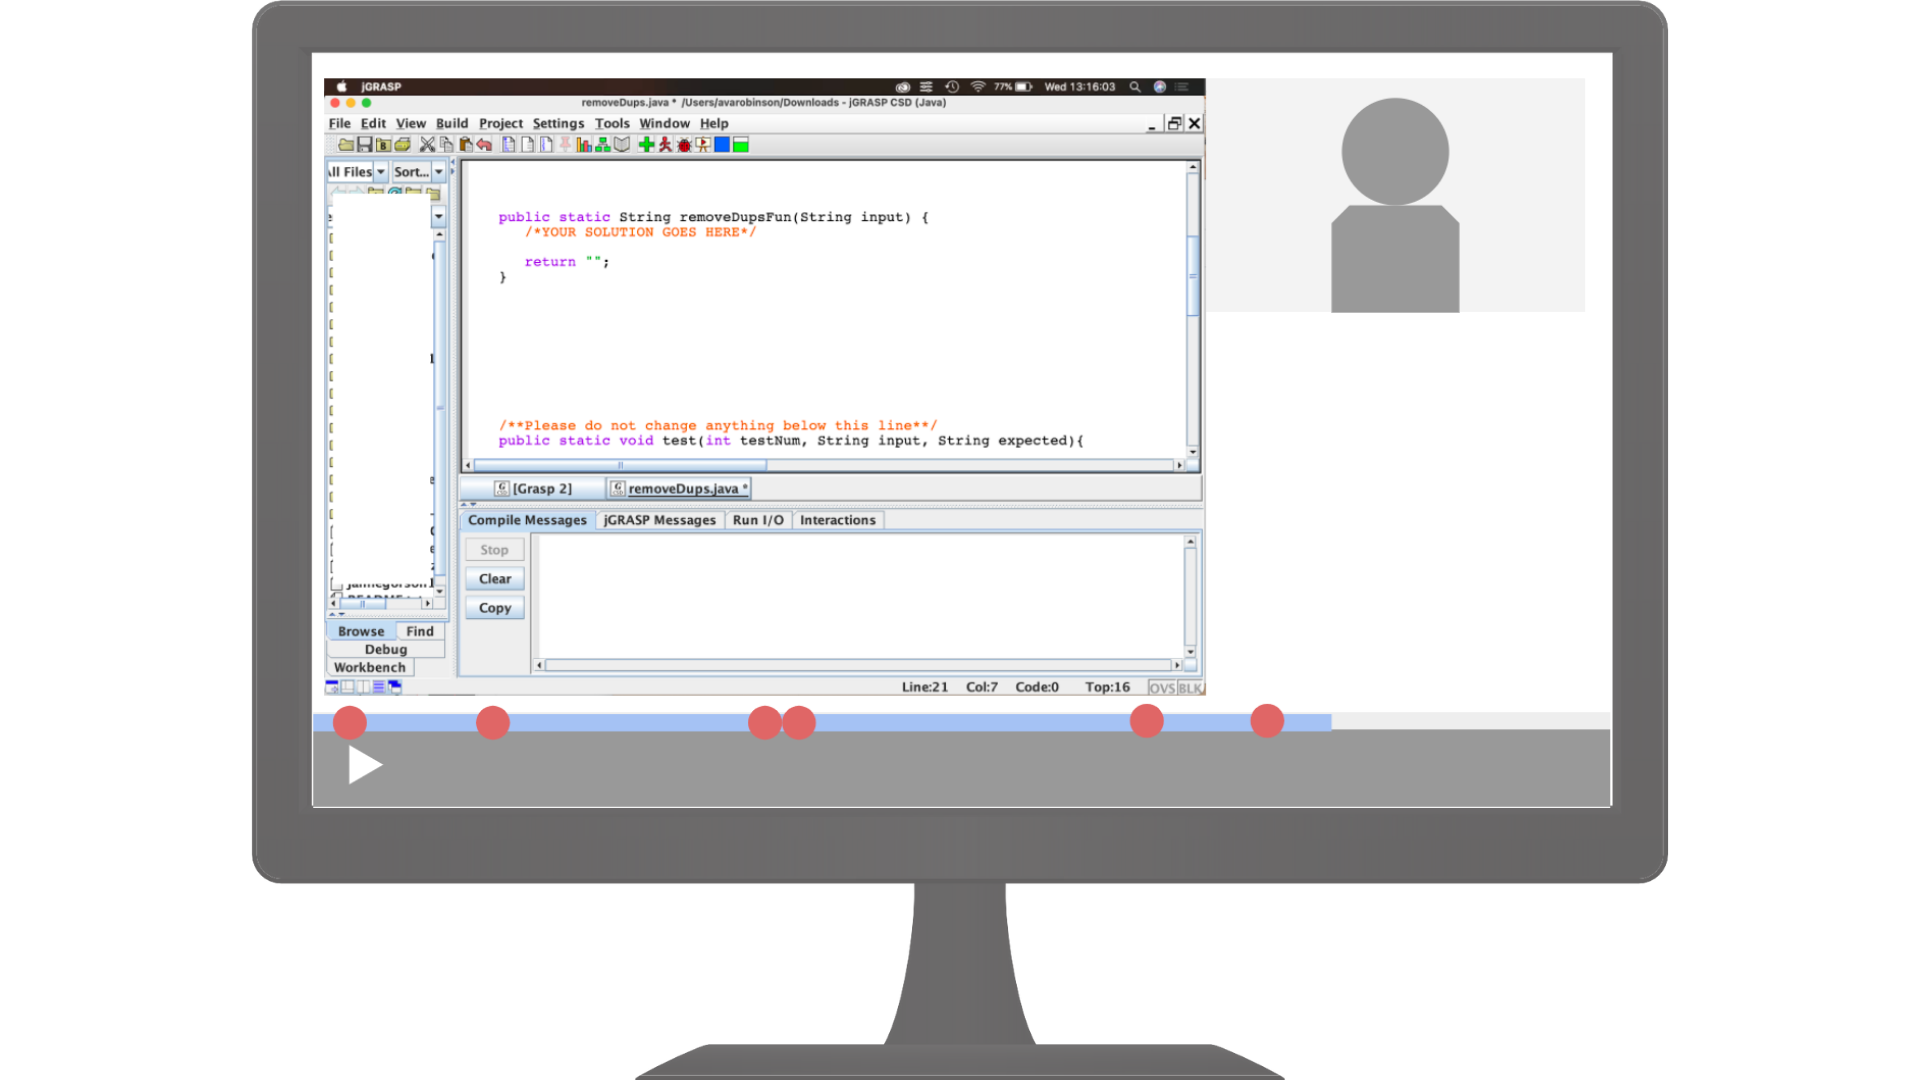 jGRASP 77% Wed 13:16:03
removeDups.java * /Users/avarobinson/Downloads - jGRASP CSD (Java)
File Edit View Build Project Settings Tools Window Help
All Files Sort...
public static String removeDupsFun(String input) {
/*YOUR SOLUTION GOES HERE*/
return "";
}
/**Please do not change anything below this line**/
public static void test(int testNum, String input, String expected){
[Grasp 2] removeDups.java *
Compile Messages jGRASP Messages Run I/O Interactions
Stop
Clear
Copy
Browse Find
Debug
Workbench
Line:21 Col:7 Code:0 Top:16 OVS BLK